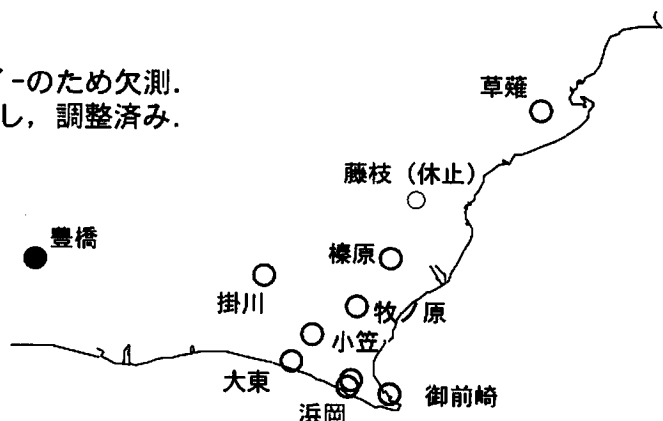 のため欠測.
し，調整済み.
草薙
藤枝（休止）
豊橋
榛原
掛川
牧ノ原
小笠
大東
御前崎
浜岡